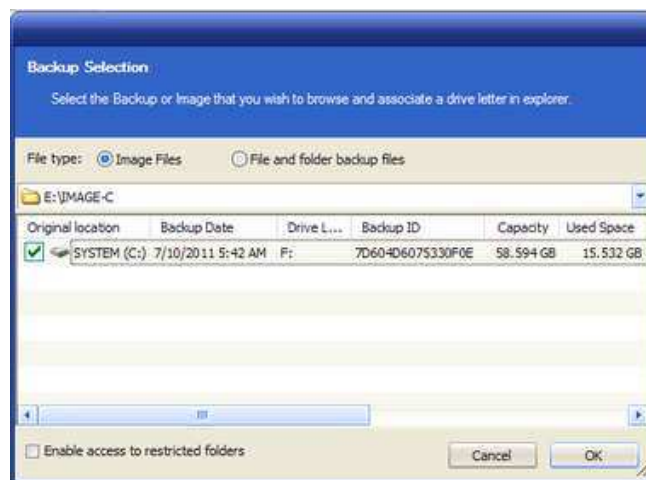 Backup Selection
Select the Backup or Image that you wish to browse and associate a drive letter in explorer.
File type: Image Files File and folder backup files
E:\IMAGE-C
Original location Backup Date Drive L... Backup ID Capacity Used Space
SYSTEM (C:) 7/10/2011 5:42 AM F: 7D604D6075330F0E 58.594 GB 15.532 GB
Enable access to restricted folders Cancel OK